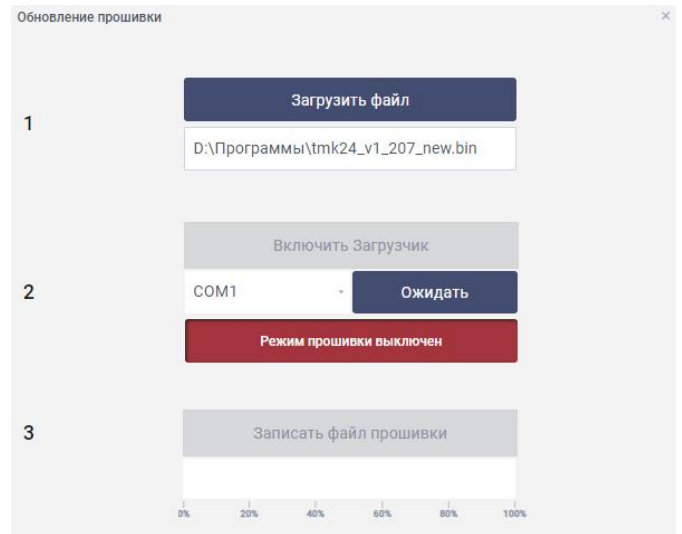 Обновление прошивки
×
1
Загрузить файл
D:\Программы\tmk24_v1_207_new.bin
Включить Загрузчик
2
COM1
Ожидать
Режим прошивки выключен
3
Записать файл прошивки
0% 20% 40% 60% 80% 100%